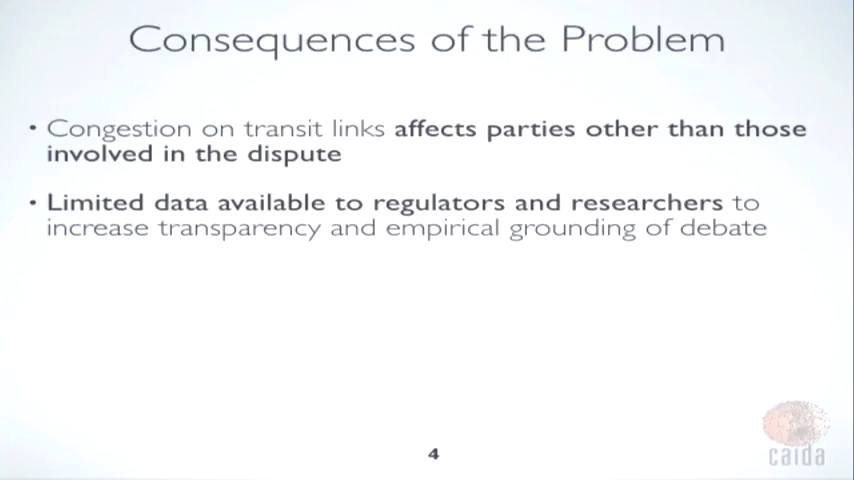 Consequences of the Problem
• Congestion on transit links affects parties other than those
involved in the dispute
• Limited data available to regulators and researchers to
increase transparency and empirical grounding of debate
4
caida